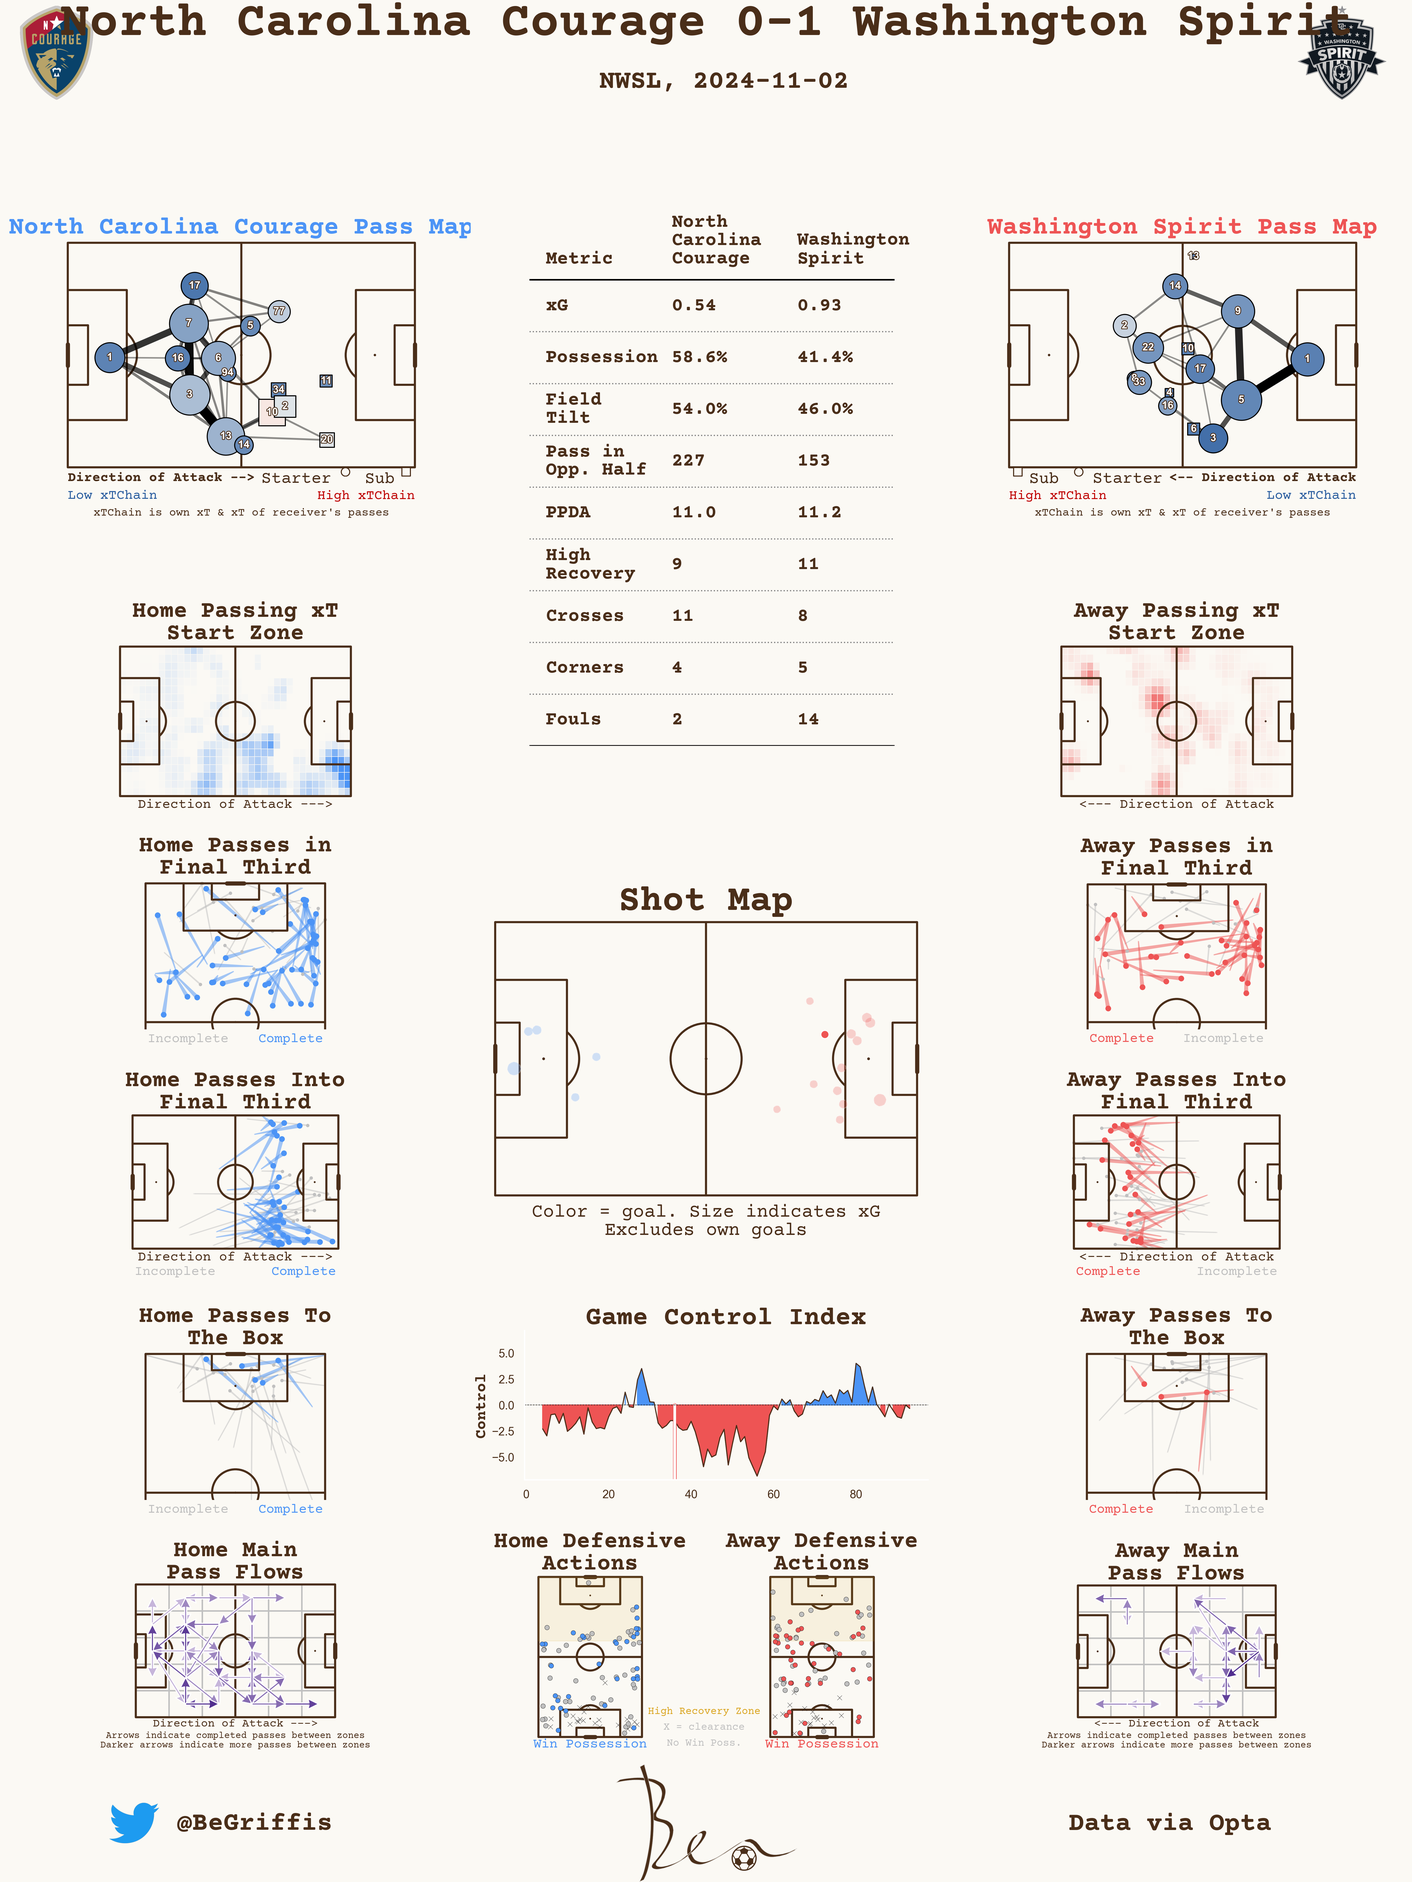 North Carolina Courage 0-1 Washington Spirit
NWSL, 2024-11-02
N
COURAGE
WASHINGTON
SPIRIT
North Carolina Courage Pass Map
17
77
7
5
1
16
6
94
3
34
11
10
2
13
14
20
Direction of Attack --> Starter Sub
Low xTChain High xTChain
xTChain is own xT & xT of receiver's passes
Metric North Carolina Courage Washington Spirit
xG 0.54 0.93
Possession 58.6% 41.4%
Field Tilt 54.0% 46.0%
Pass in Opp. Half 227 153
PPDA 11.0 11.2
High Recovery 9 11
Crosses 11 8
Corners 4 5
Fouls 2 14
Washington Spirit Pass Map
13
14
9
2
22
10
1
17
33
4
16
5
6
3
Sub Starter <-- Direction of Attack
High xTChain Low xTChain
xTChain is own xT & xT of receiver's passes
Home Passing xT
Start Zone
Direction of Attack --->
Away Passing xT
Start Zone
<--- Direction of Attack
Home Passes in
Final Third
Incomplete Complete
Away Passes in
Final Third
Complete Incomplete
Shot Map
Color = goal. Size indicates xG
Excludes own goals
Home Passes Into
Final Third
Direction of Attack --->
Incomplete Complete
Away Passes Into
Final Third
<--- Direction of Attack
Complete Incomplete
Home Passes To
The Box
Incomplete Complete
Game Control Index
Control
5.0
2.5
0.0
−2.5
−5.0
0 20 40 60 80
Away Passes To
The Box
Complete Incomplete
Home Main
Pass Flows
Direction of Attack --->
Arrows indicate completed passes between zones
Darker arrows indicate more passes between zones
Home Defensive
Actions
Win Possession
Away Defensive
Actions
Win Possession
High Recovery Zone
X = clearance
No Win Poss.
Away Main
Pass Flows
<--- Direction of Attack
Arrows indicate completed passes between zones
Darker arrows indicate more passes between zones
@BeGriffis
Ben
Data via Opta